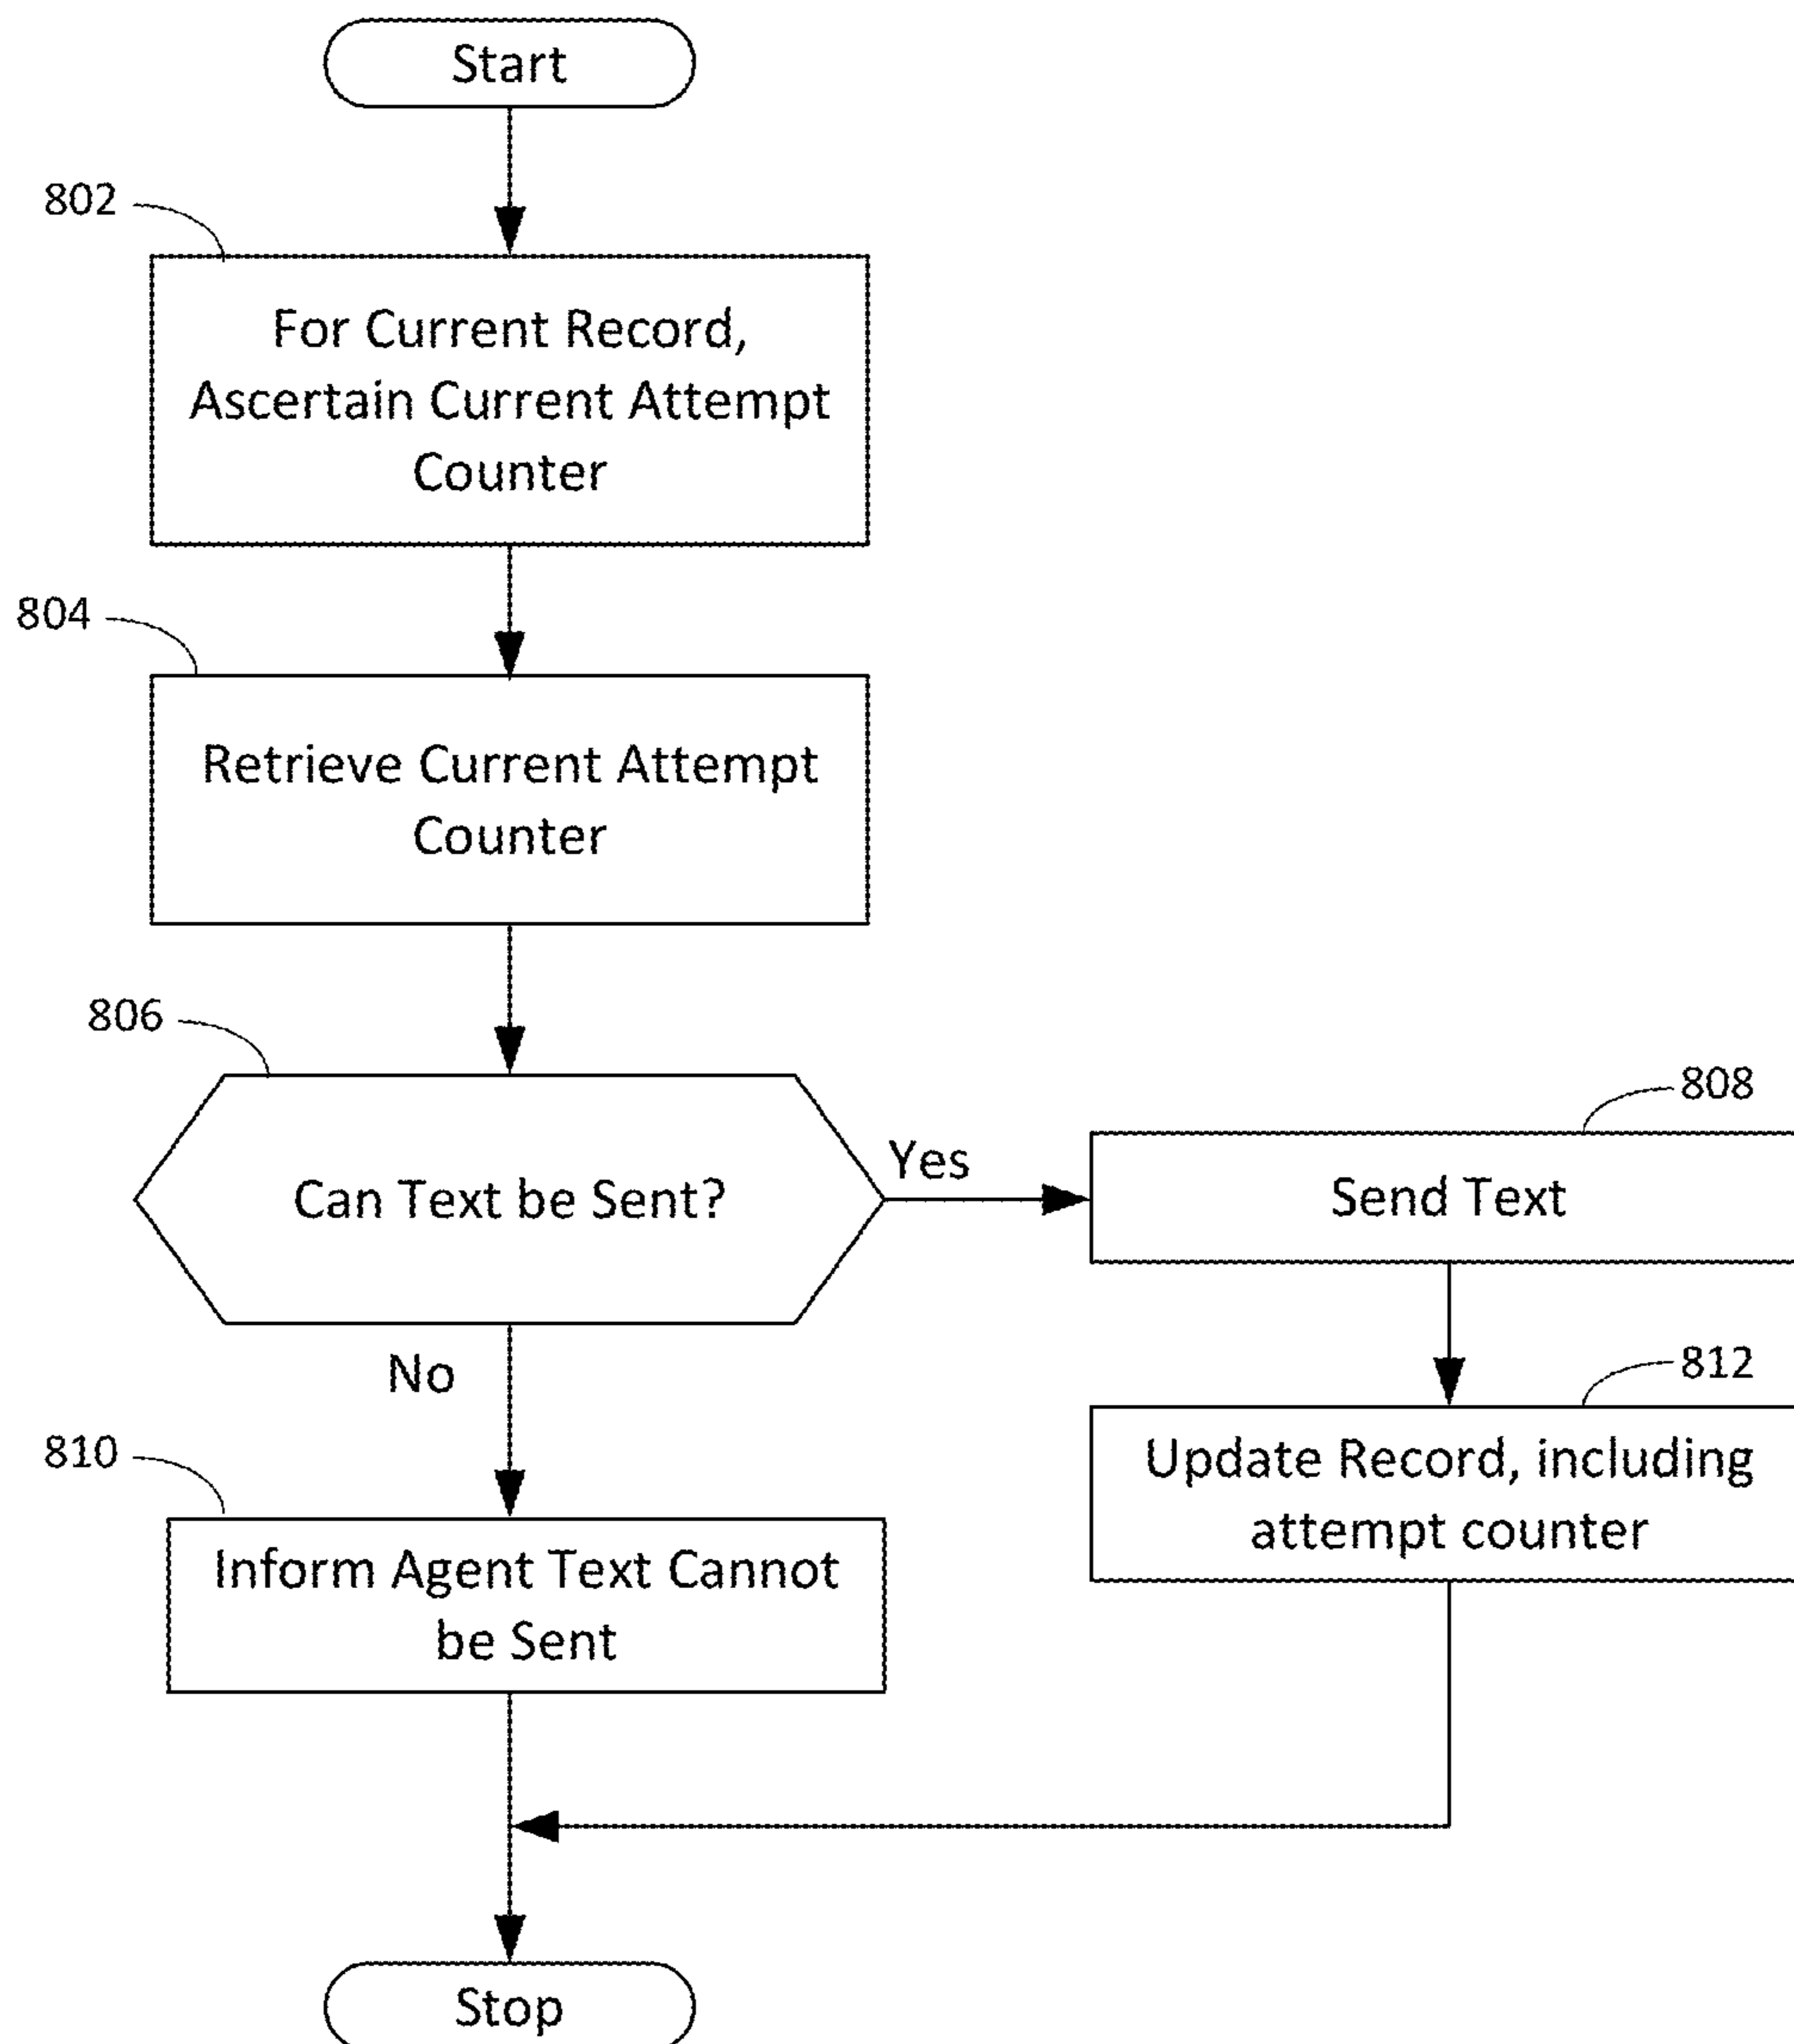 Start
802
For Current Record,
Ascertain Current Attempt
Counter
804
Retrieve Current Attempt
Counter
806
Can Text be Sent?
Yes
808
Send Text
No
812
Update Record, including
attempt counter
810
Inform Agent Text Cannot
be Sent
Stop